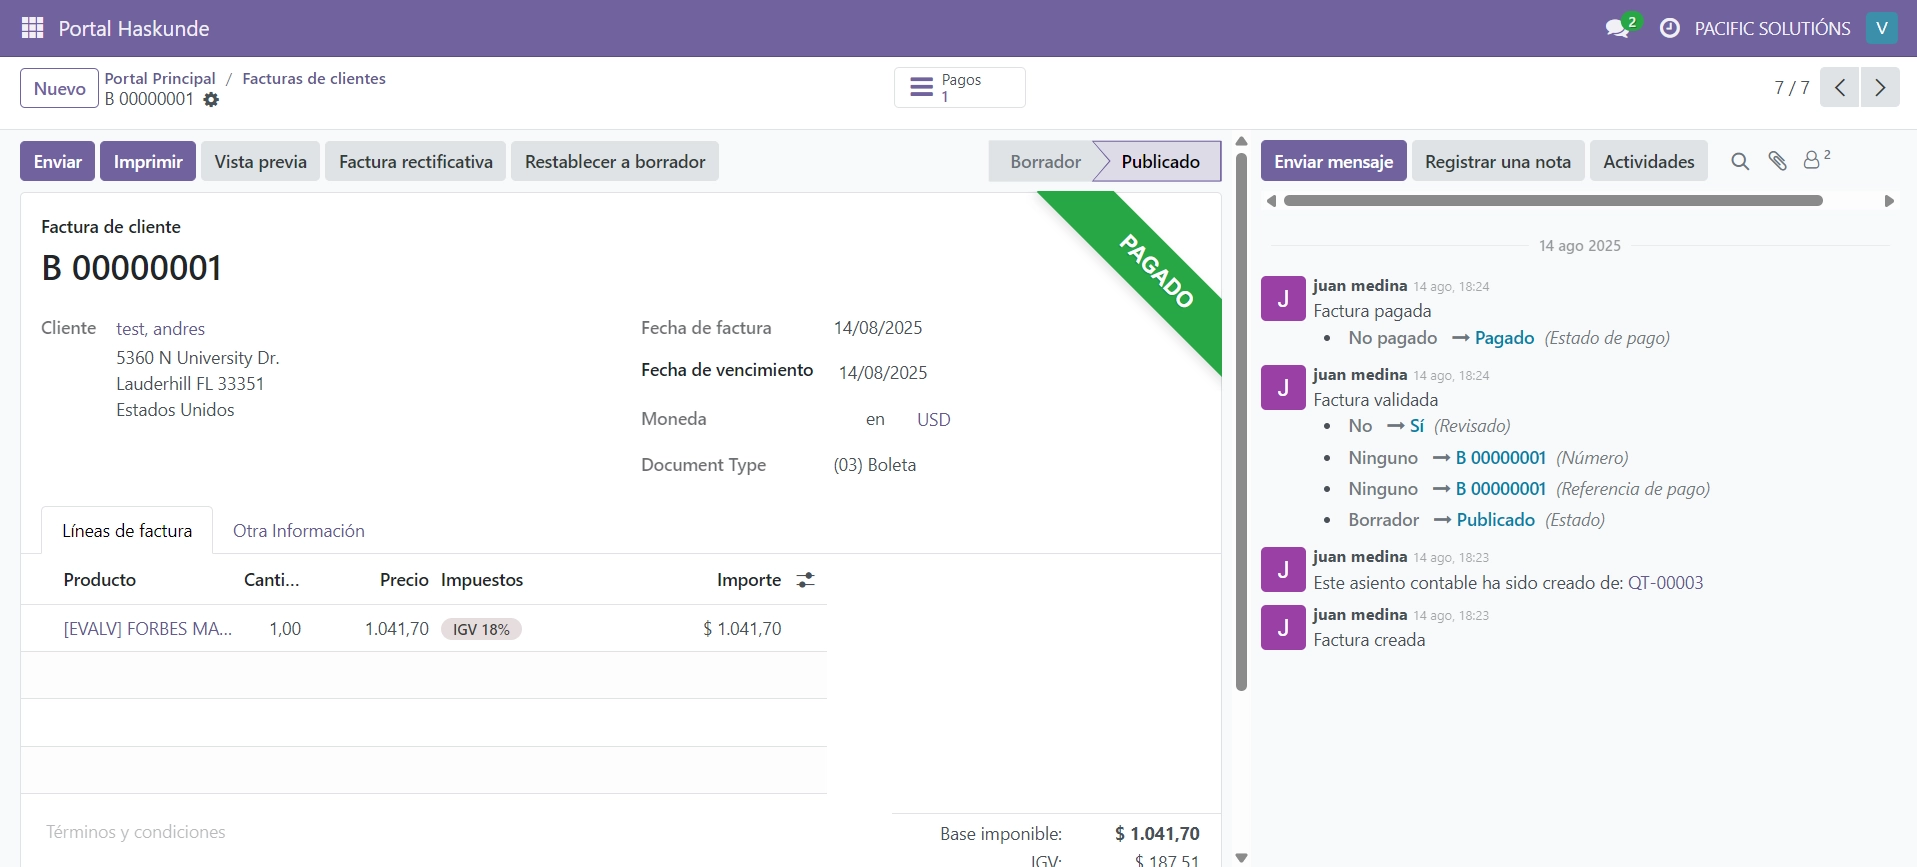 Portal Haskunde
2
PACIFIC SOLUTIÓNS
V
Nuevo
Portal Principal / Facturas de clientes
B 00000001
Pagos
1
7 / 7
Enviar
Imprimir
Vista previa
Factura rectificativa
Restablecer a borrador
Borrador
Publicado
Enviar mensaje
Registrar una nota
Actividades
2
Factura de cliente
B 00000001
PAGADO
Cliente
test, andres
5360 N University Dr.
Lauderhill FL 33351
Estados Unidos
Fecha de factura 14/08/2025
Fecha de vencimiento 14/08/2025
Moneda en USD
Document Type (03) Boleta
Líneas de factura
Otra Información
Producto Canti... Precio Impuestos Importe
[EVALV] FORBES MA... 1,00 1.041,70 IGV 18% $ 1.041,70
Términos y condiciones
Base imponible: $ 1.041,70
IGV: $ 187,51
14 ago 2025
J
juan medina 14 ago, 18:24
Factura pagada
• No pagado → Pagado (Estado de pago)
J
juan medina 14 ago, 18:24
Factura validada
• No → Sí (Revisado)
• Ninguno → B 00000001 (Número)
• Ninguno → B 00000001 (Referencia de pago)
• Borrador → Publicado (Estado)
J
juan medina 14 ago, 18:23
Este asiento contable ha sido creado de: QT-00003
J
juan medina 14 ago, 18:23
Factura creada